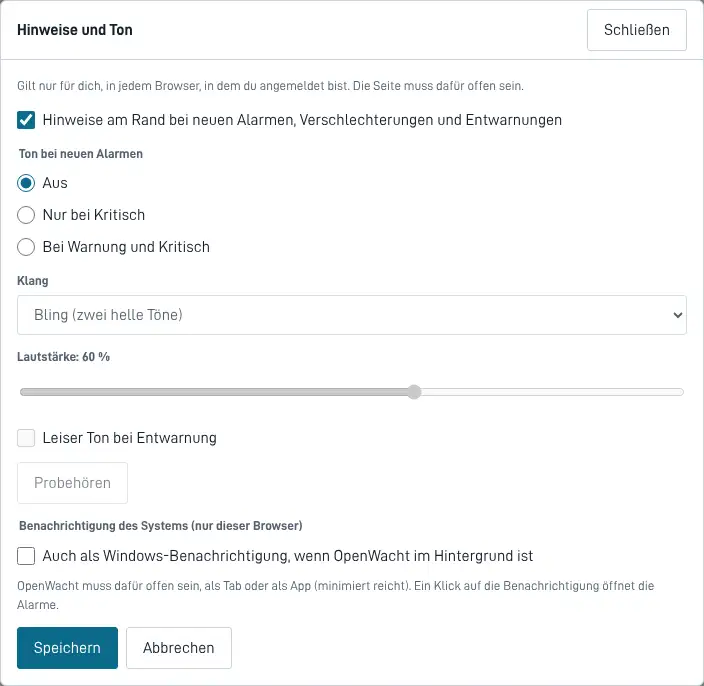 Hinweise und Ton
Schließen
Gilt nur für dich, in jedem Browser, in dem du angemeldet bist. Die Seite muss dafür offen sein.
Hinweise am Rand bei neuen Alarmen, Verschlechterungen und Entwarnungen
Ton bei neuen Alarmen
Aus
Nur bei Kritisch
Bei Warnung und Kritisch
Klang
Bling (zwei helle Töne)
Lautstärke: 60 %
Leiser Ton bei Entwarnung
Probehören
Benachrichtigung des Systems (nur dieser Browser)
Auch als Windows-Benachrichtigung, wenn OpenWacht im Hintergrund ist
OpenWacht muss dafür offen sein, als Tab oder als App (minimiert reicht). Ein Klick auf die Benachrichtigung öffnet die
Alarme.
Speichern
Abbrechen